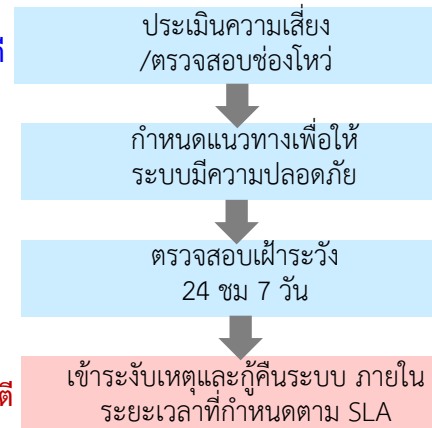 ประเมินความเสี่ยง
/ตรวจสอบช่องโหว่
กำหนดแนวทางเพื่อให้
ระบบมีความปลอดภัย
ตรวจสอบเฝ้าระวัง
24 ชม 7 วัน
เข้าระงับเหตุและกู้คืนระบบ ภายใน
ระยะเวลาที่กำหนดตาม SLA